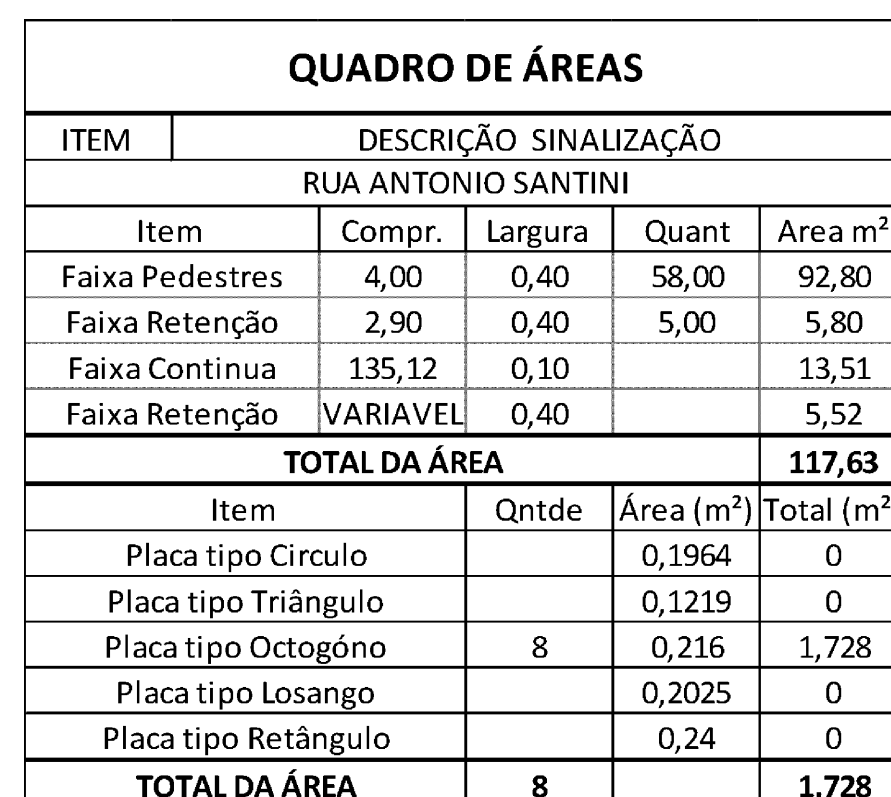 QUADRO DE ÁREAS
ITEM DESCRIÇÃO SINALIZAÇÃO
RUA ANTONIO SANTINI
Item Compr. Largura Quant Area m²
Faixa Pedestres 4,00 0,40 58,00 92,80
Faixa Retenção 2,90 0,40 5,00 5,80
Faixa Continua 135,12 0,10 13,51
Faixa Retenção VARIAVEL 0,40 5,52
TOTAL DA ÁREA 117,63
Item Qntde Área (m²) Total (m²
Placa tipo Circulo 0,1964 0
Placa tipo Triângulo 0,1219 0
Placa tipo Octogóno 8 0,216 1,728
Placa tipo Losango 0,2025 0
Placa tipo Retângulo 0,24 0
TOTAL DA ÁREA 8 1,728